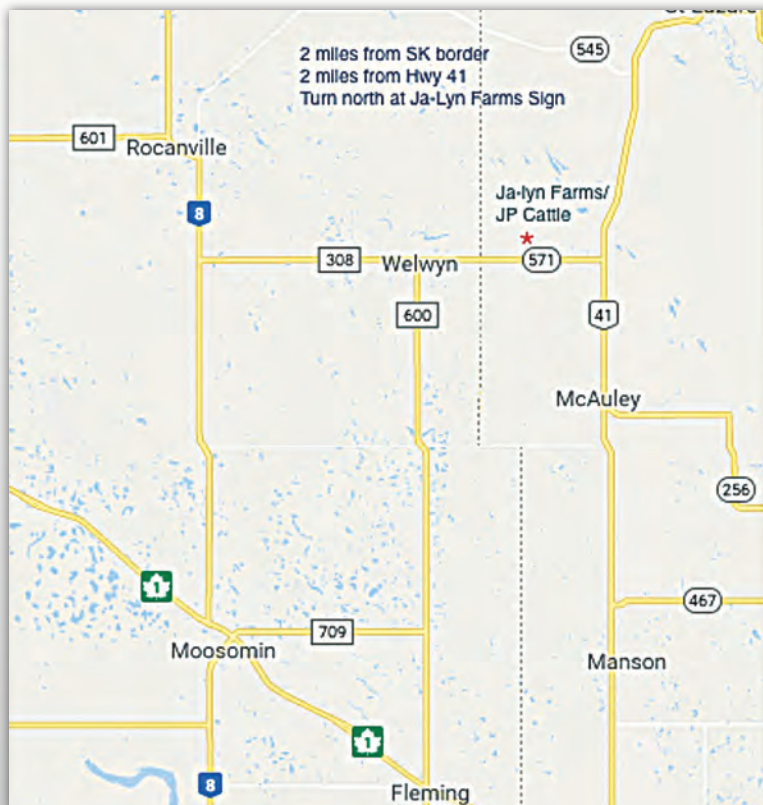 St Lazare
2 miles from SK border
2 miles from Hwy 41
Turn north at Ja-Lyn Farms Sign
545
601
Rocanville
8
Ja-lyn Farms/
JP Cattle
*
308
Welwyn
571
600
41
McAuley
256
1
467
709
Moosomin
Manson
1
8
Fleming